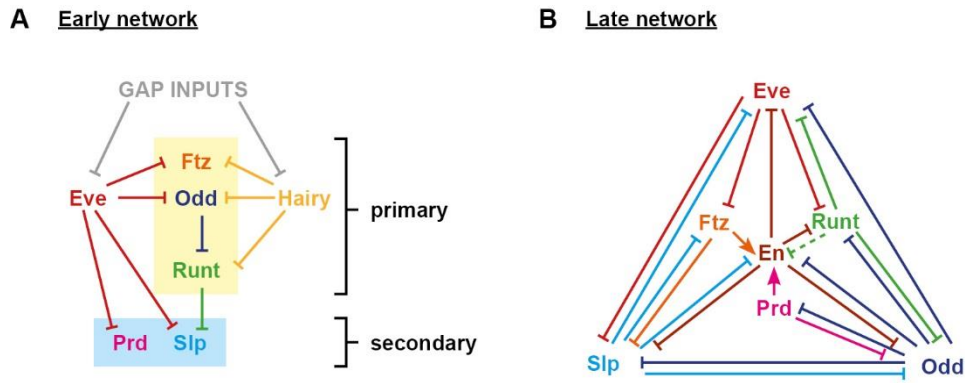 A Early network
GAP INPUTS
Ftz
Eve Odd Hairy
Runt
Prd Slp
primary
secondary
B Late network
Eve
Ftz Runt
En
Prd
Slp Odd